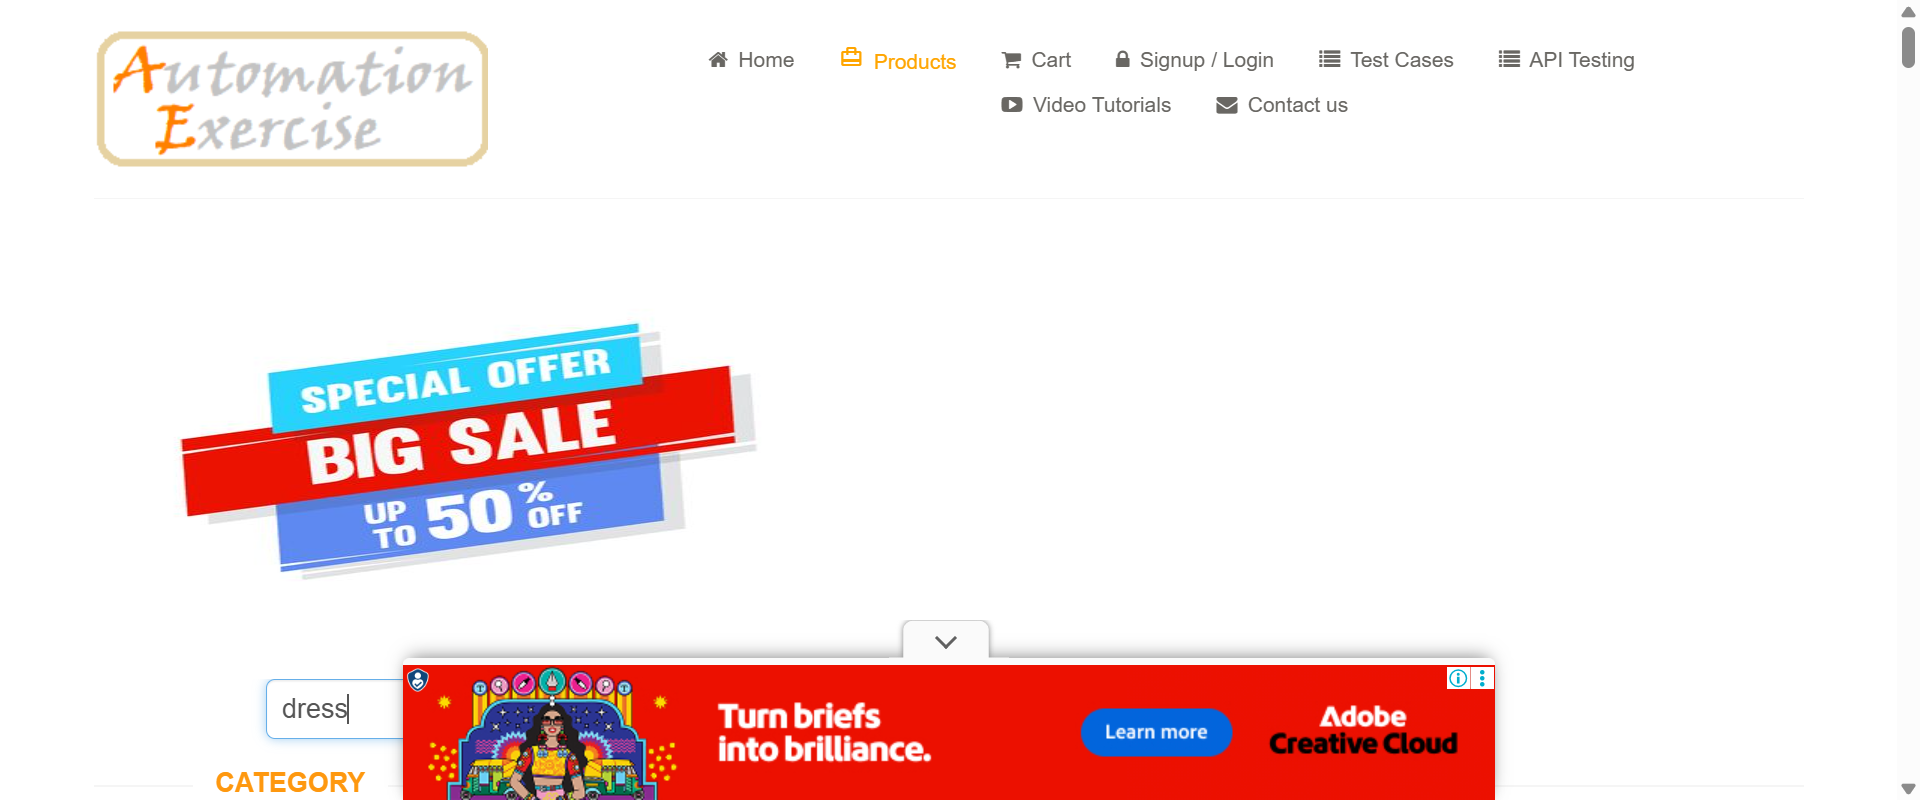 Automation
Exercise
Home
Products
Cart
Signup / Login
Test Cases
API Testing
Video Tutorials
Contact us
SPECIAL OFFER
BIG SALE
UP TO 50% OFF
dress
Turn briefs
into brilliance.
Learn more
Adobe
Creative Cloud
CATEGORY